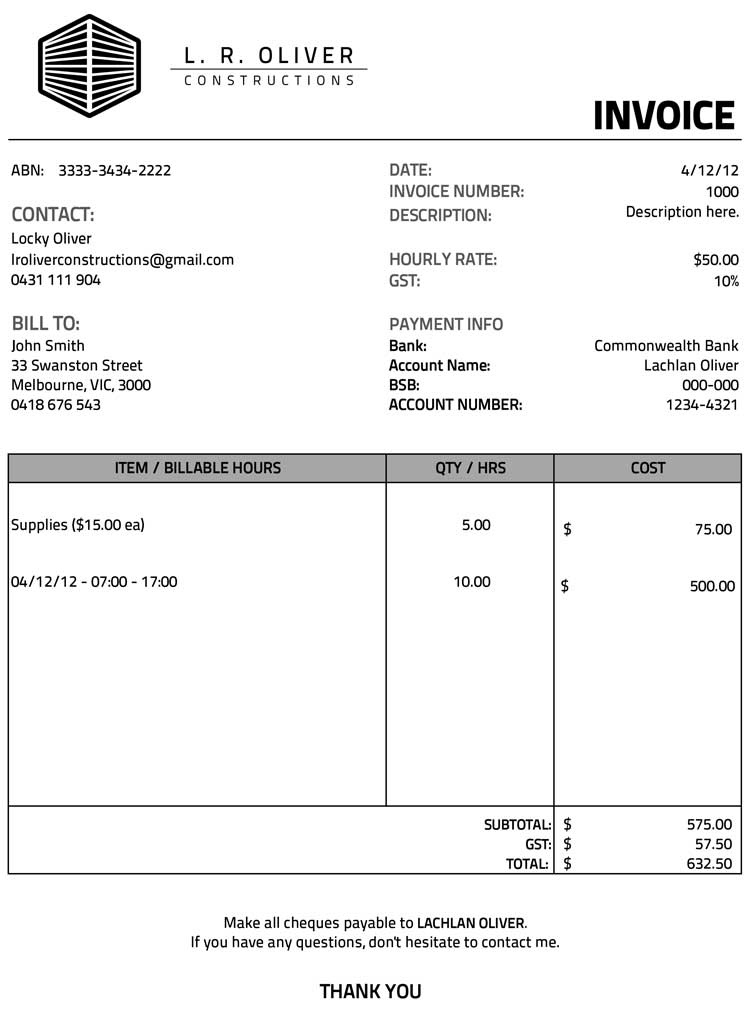 L. R. OLIVER
CONSTRUCTIONS
INVOICE
ABN: 3333-3434-2222
CONTACT:
Locky Oliver
lroliverconstructions@gmail.com
0431 111 904
BILL TO:
John Smith
33 Swanston Street
Melbourne, VIC, 3000
0418 676 543
DATE: 4/12/12
INVOICE NUMBER: 1000
DESCRIPTION: Description here.
HOURLY RATE: $50.00
GST: 10%
PAYMENT INFO
Bank: Commonwealth Bank
Account Name: Lachlan Oliver
BSB: 000-000
ACCOUNT NUMBER: 1234-4321
ITEM / BILLABLE HOURS QTY / HRS COST
Supplies ($15.00 ea) 5.00 $ 75.00
04/12/12 - 07:00 - 17:00 10.00 $ 500.00
SUBTOTAL: $ 575.00
GST: $ 57.50
TOTAL: $ 632.50
Make all cheques payable to LACHLAN OLIVER.
If you have any questions, don't hesitate to contact me.
THANK YOU